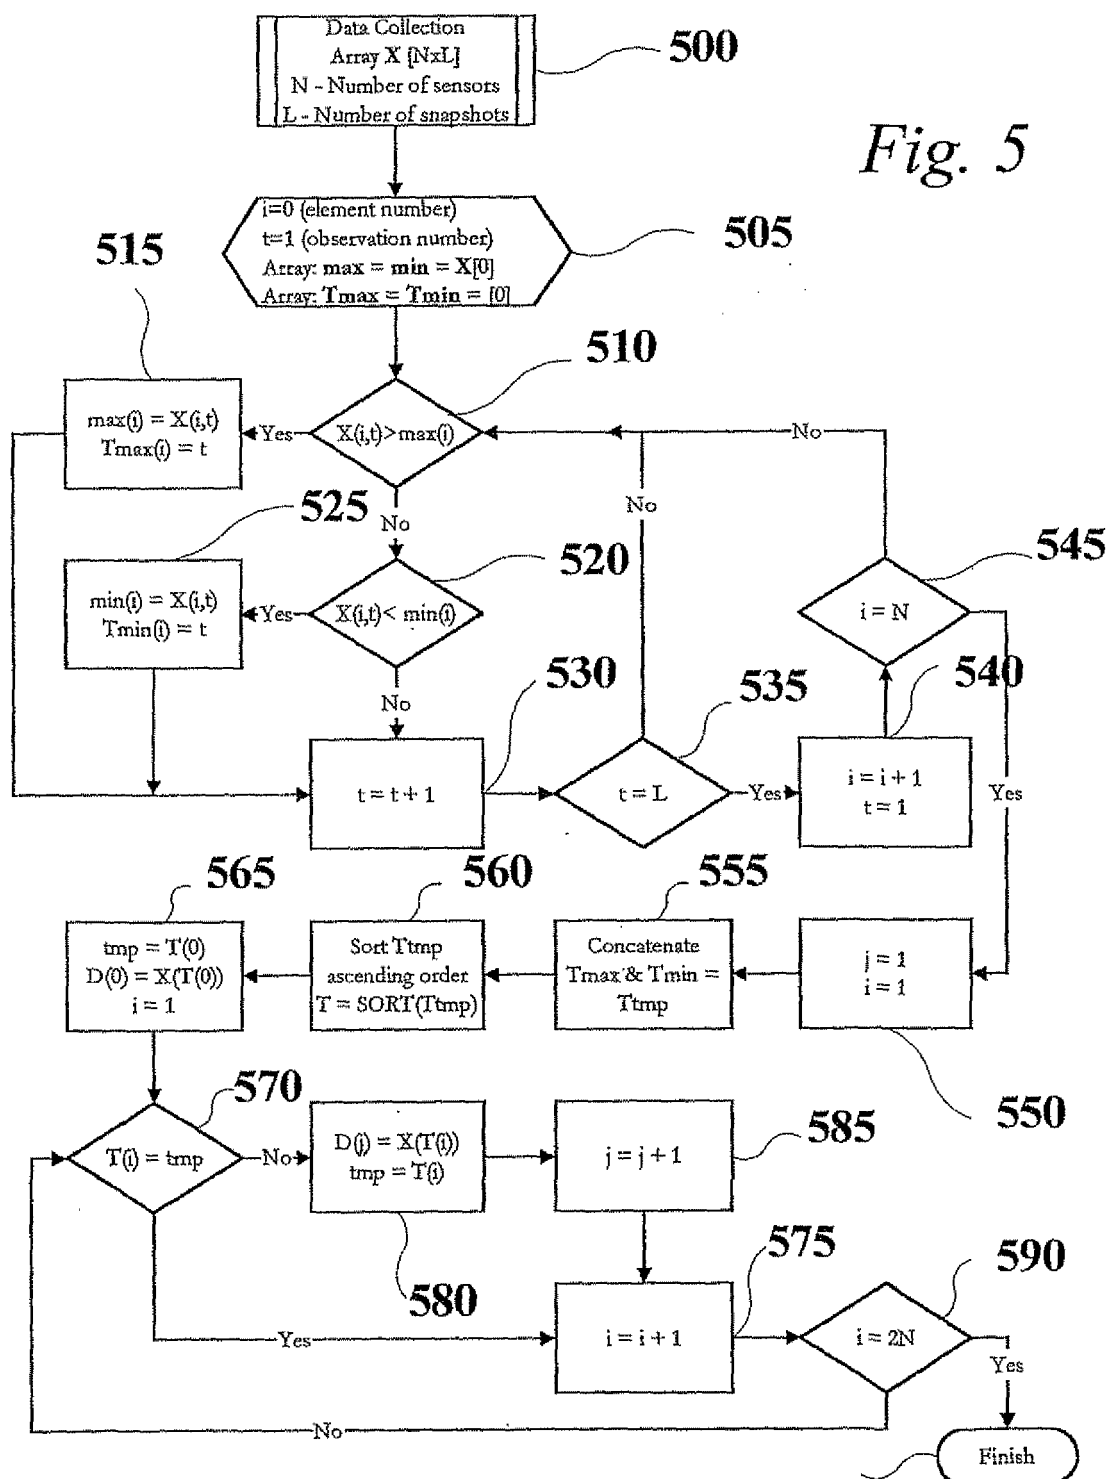 Data Collection
Array X [NxL]
N - Number of sensors
L - Number of snapshots
500
Fig. 5
i=0 (element number)
t=1 (observation number)
Array: max = min = X[0]
Array: Tmax = Tmin = [0]
505
515
510
max(i) = X(i,t)
Tmax(i) = t
Yes
X(i,t)>max(i)
No
No
525
No
520
545
min(i) = X(i,t)
Tmin(i) = t
Yes
X(i,t)< min(i)
i = N
No
530
535
540
t = t + 1
t = L
Yes
i = i + 1
t = 1
Yes
565
560
555
tmp = T(0)
D(0) = X(T(0))
i = 1
Sort Ttmp
ascending order
T = SORT(Ttmp)
Concatenate
Tmax & Tmin =
Ttmp
j = 1
i = 1
550
570
T(i) = tmp
No
D(j) = X(T(i))
tmp = T(i)
j = j + 1
585
580
575
590
Yes
i = i + 1
i = 2N
Yes
No
Finish